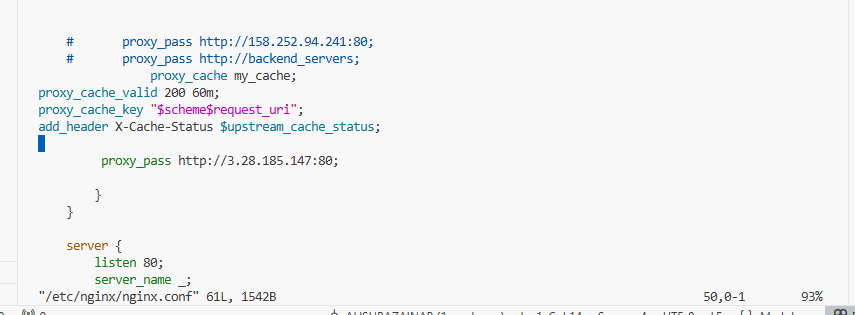 #       proxy_pass http://158.252.94.241:80;
#       proxy_pass http://backend_servers;
proxy_cache my_cache;
proxy_cache_valid 200 60m;
proxy_cache_key "$scheme$request_uri";
add_header X-Cache-Status $upstream_cache_status;
proxy_pass http://3.28.185.147:80;
}
}
server {
listen 80;
server_name _;
"/etc/nginx/nginx.conf" 61L, 1542B 50,0-1 93%